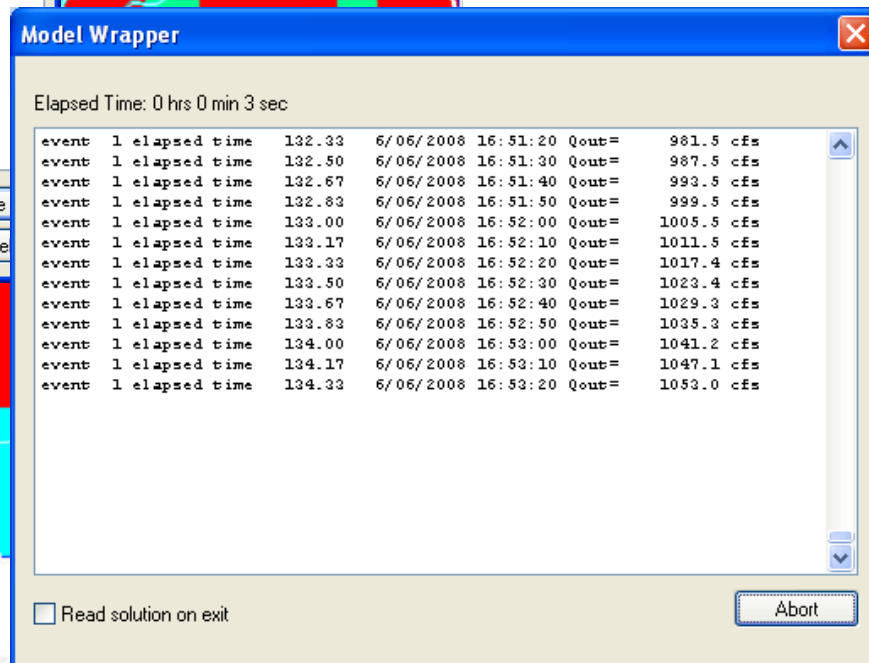 Model Wrapper
Elapsed Time: 0 hrs 0 min 3 sec
event 1 elapsed time 132.33 6/06/2008 16:51:20 Qout= 981.5 cfs
event 1 elapsed time 132.50 6/06/2008 16:51:30 Qout= 987.5 cfs
event 1 elapsed time 132.67 6/06/2008 16:51:40 Qout= 993.5 cfs
event 1 elapsed time 132.83 6/06/2008 16:51:50 Qout= 999.5 cfs
event 1 elapsed time 133.00 6/06/2008 16:52:00 Qout= 1005.5 cfs
event 1 elapsed time 133.17 6/06/2008 16:52:10 Qout= 1011.5 cfs
event 1 elapsed time 133.33 6/06/2008 16:52:20 Qout= 1017.4 cfs
event 1 elapsed time 133.50 6/06/2008 16:52:30 Qout= 1023.4 cfs
event 1 elapsed time 133.67 6/06/2008 16:52:40 Qout= 1029.3 cfs
event 1 elapsed time 133.83 6/06/2008 16:52:50 Qout= 1035.3 cfs
event 1 elapsed time 134.00 6/06/2008 16:53:00 Qout= 1041.2 cfs
event 1 elapsed time 134.17 6/06/2008 16:53:10 Qout= 1047.1 cfs
event 1 elapsed time 134.33 6/06/2008 16:53:20 Qout= 1053.0 cfs
Read solution on exit
Abort